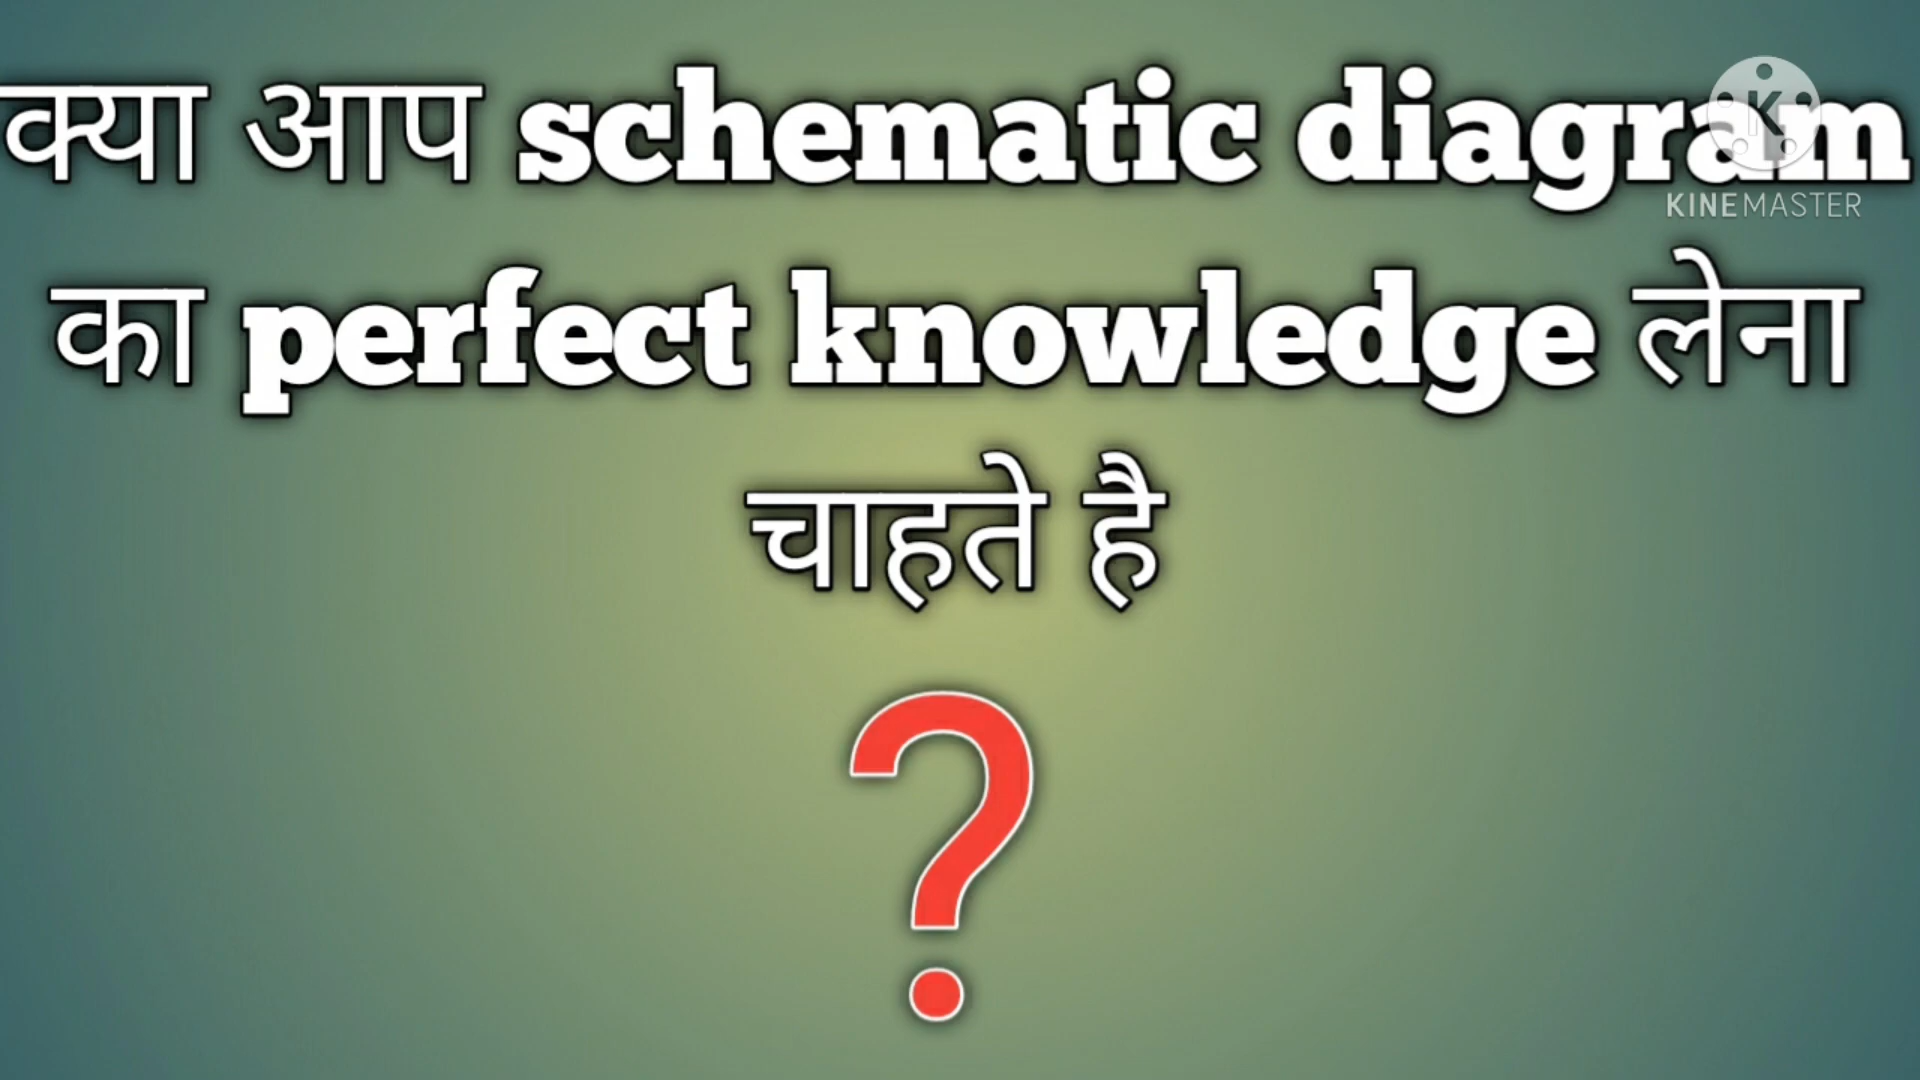 क्या आप schematic diagram
का perfect knowledge लेना
चाहते है
?
KINEMASTER